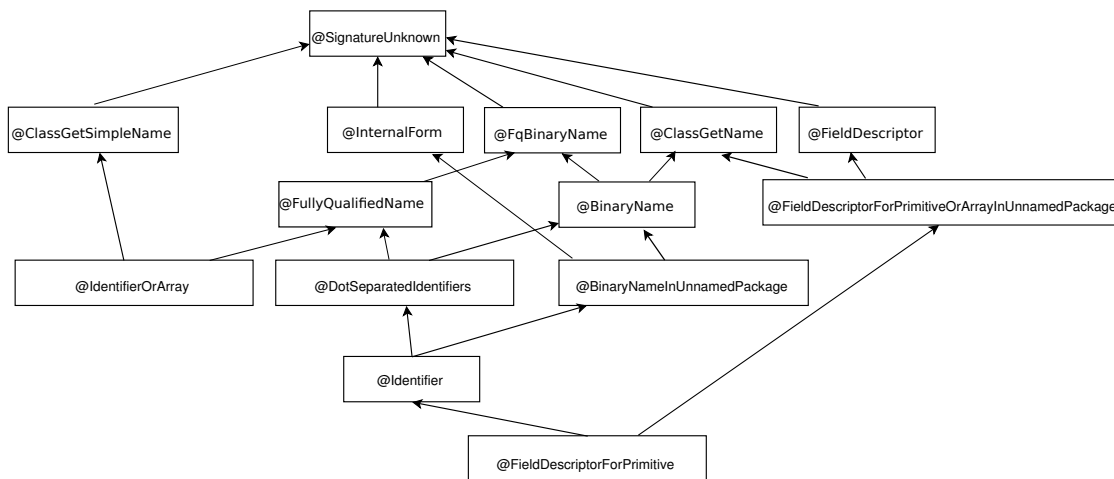 @SignatureUnknown
@ClassGetSimpleName
@InternalForm
@FqBinaryName
@ClassGetName
@FieldDescriptor
@FullyQualifiedName
@BinaryName
@FieldDescriptorForPrimitiveOrArrayInUnnamedPackage
@IdentifierOrArray
@DotSeparatedIdentifiers
@BinaryNameInUnnamedPackage
@Identifier
@FieldDescriptorForPrimitive